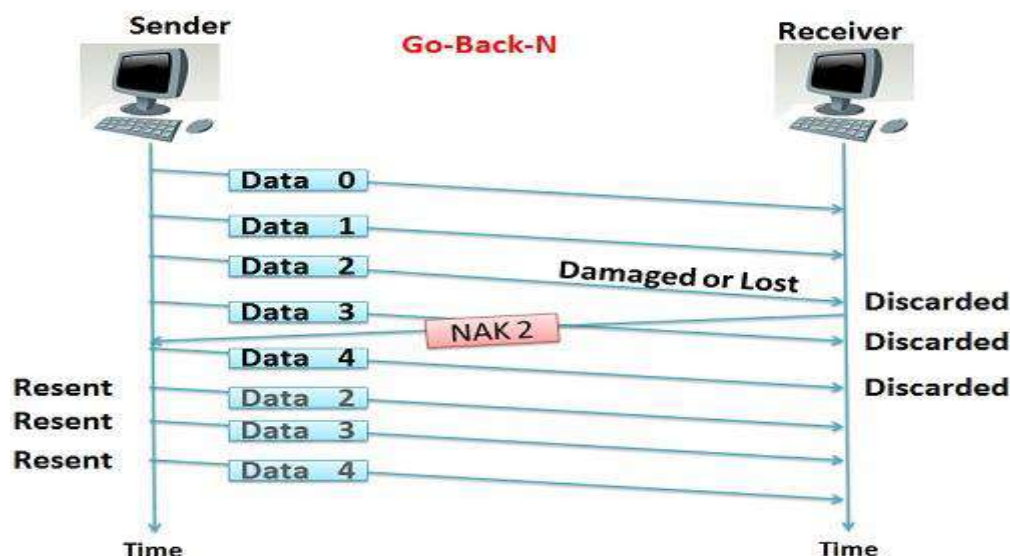 Sender
Go-Back-N
Receiver
Data 0
Data 1
Data 2
Damaged or Lost
Discarded
Data 3
NAK 2
Discarded
Data 4
Discarded
Resent
Data 2
Resent
Data 3
Resent
Data 4
Time
Time